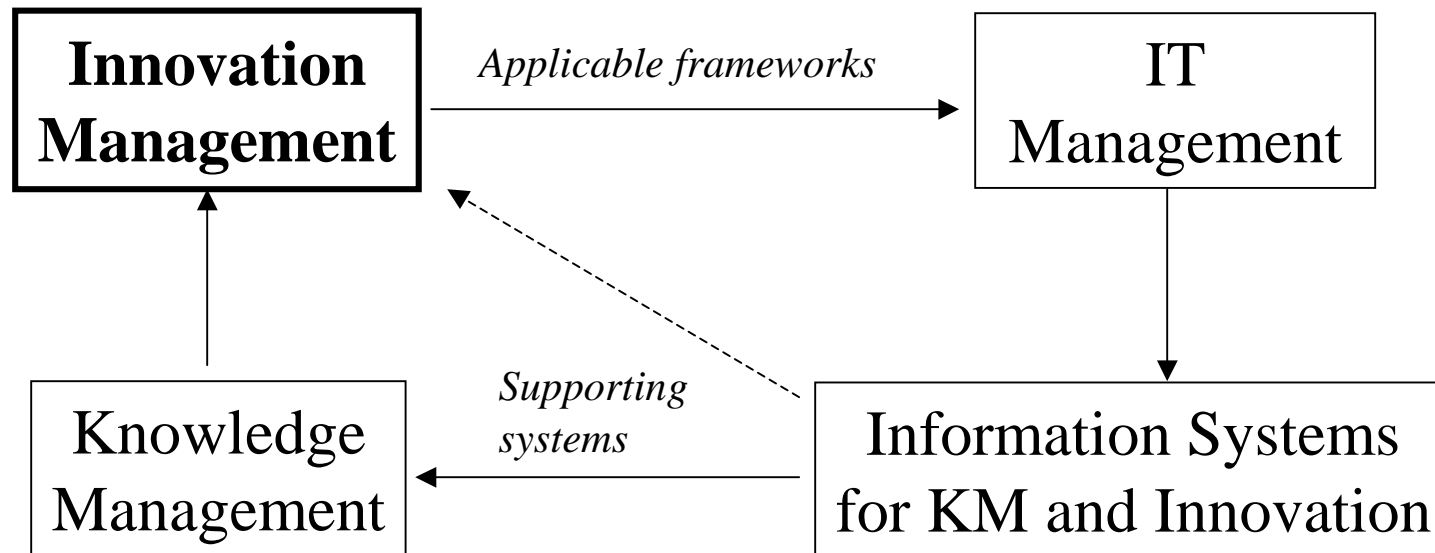 Innovation
Management
Applicable frameworks
IT
Management
Supporting
systems
Knowledge
Management
Information Systems
for KM and Innovation